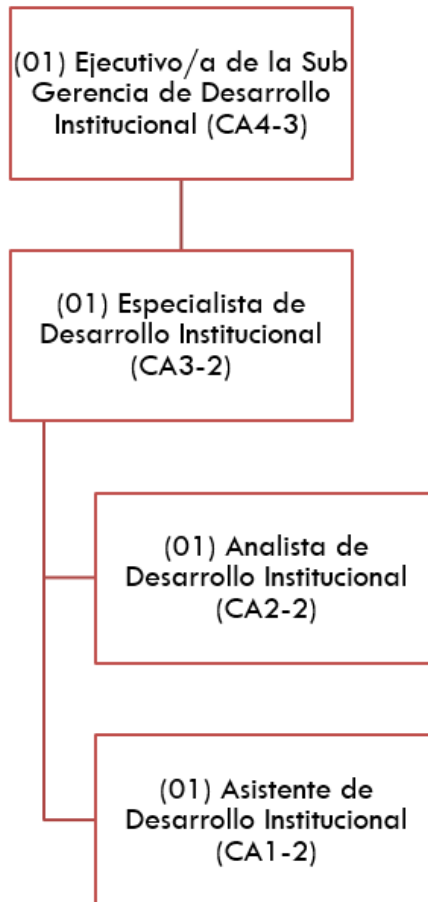 (01) Ejecutivo/a de la Sub
Gerencia de Desarrollo
Institucional (CA4-3)
(01) Especialista de
Desarrollo Institucional
(CA3-2)
(01) Analista de
Desarrollo Institucional
(CA2-2)
(01) Asistente de
Desarrollo Institucional
(CA1-2)